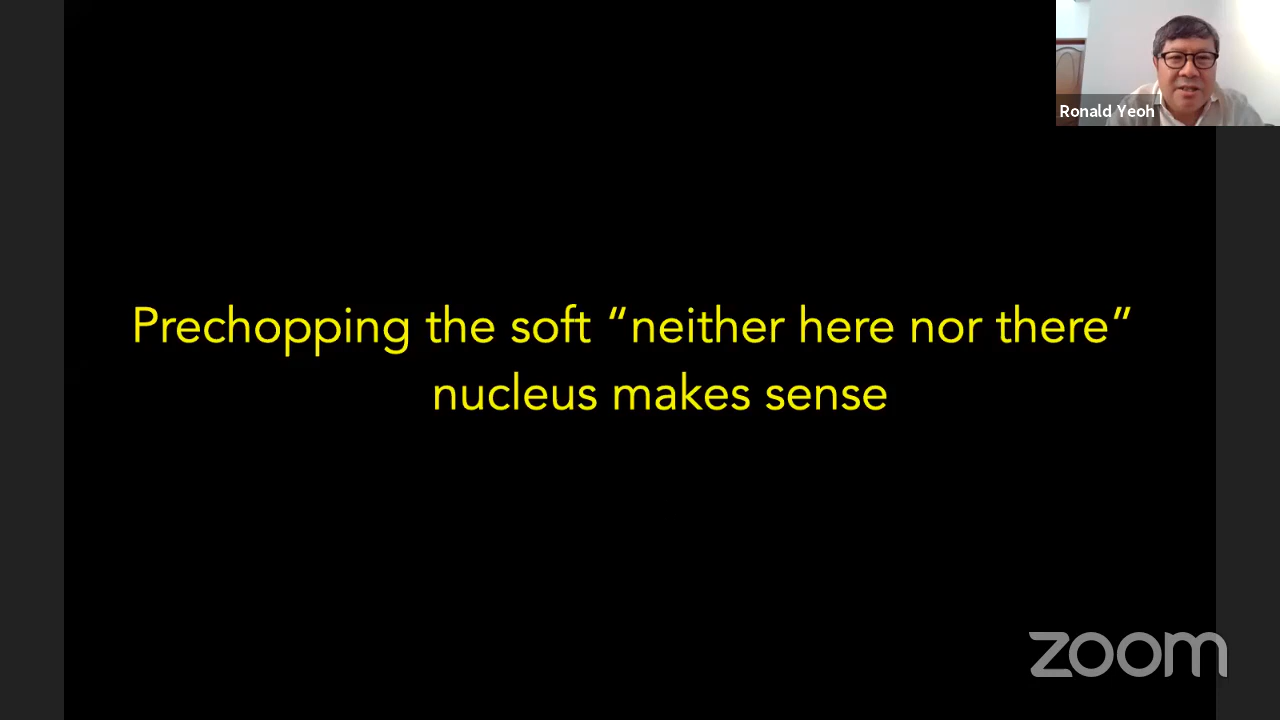 Ronald Yeoh
Prechopping the soft “neither here nor there”
nucleus makes sense
zoom